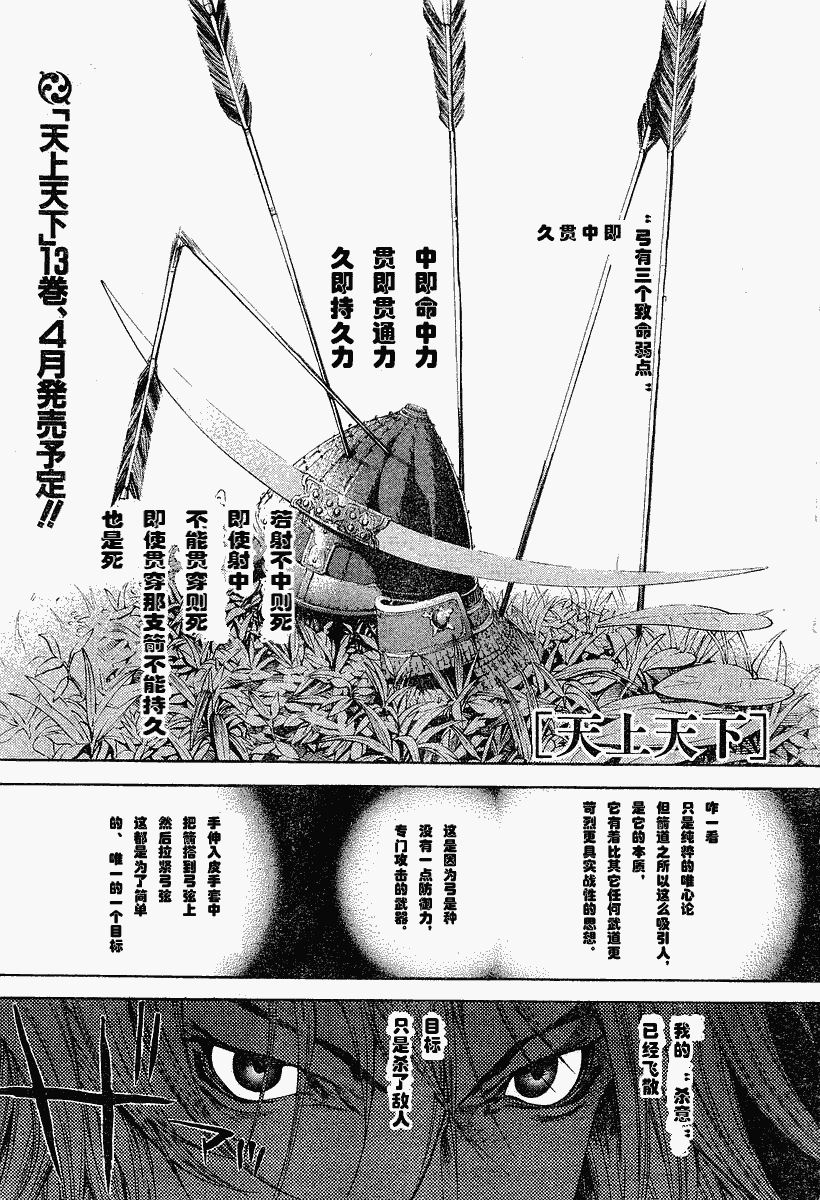 "弓有三个致命弱点"
久贯中即
中即命中力
贯即贯通力
久即持久力
若射不中则死
即使射中
不能贯穿则死
即使贯穿那支箭不能持久
也是死
「天上天下」13巻、4月発売予定!!
[天上天下]
咋一看
只是纯粹的唯心论
但箭道之所以这么吸引人,
是它的本质,
它有着比其它任何武道更
苛烈更具实战性的思想。
这是因为弓是种
没有一点防御力,
专门攻击的武器。
手伸入皮手套中
把箭搭到弓弦上
然后拉紧弓弦
这都是为了简单
的、唯一的一个目标
我的"杀意"
已经飞散
目标
只是杀了敌人